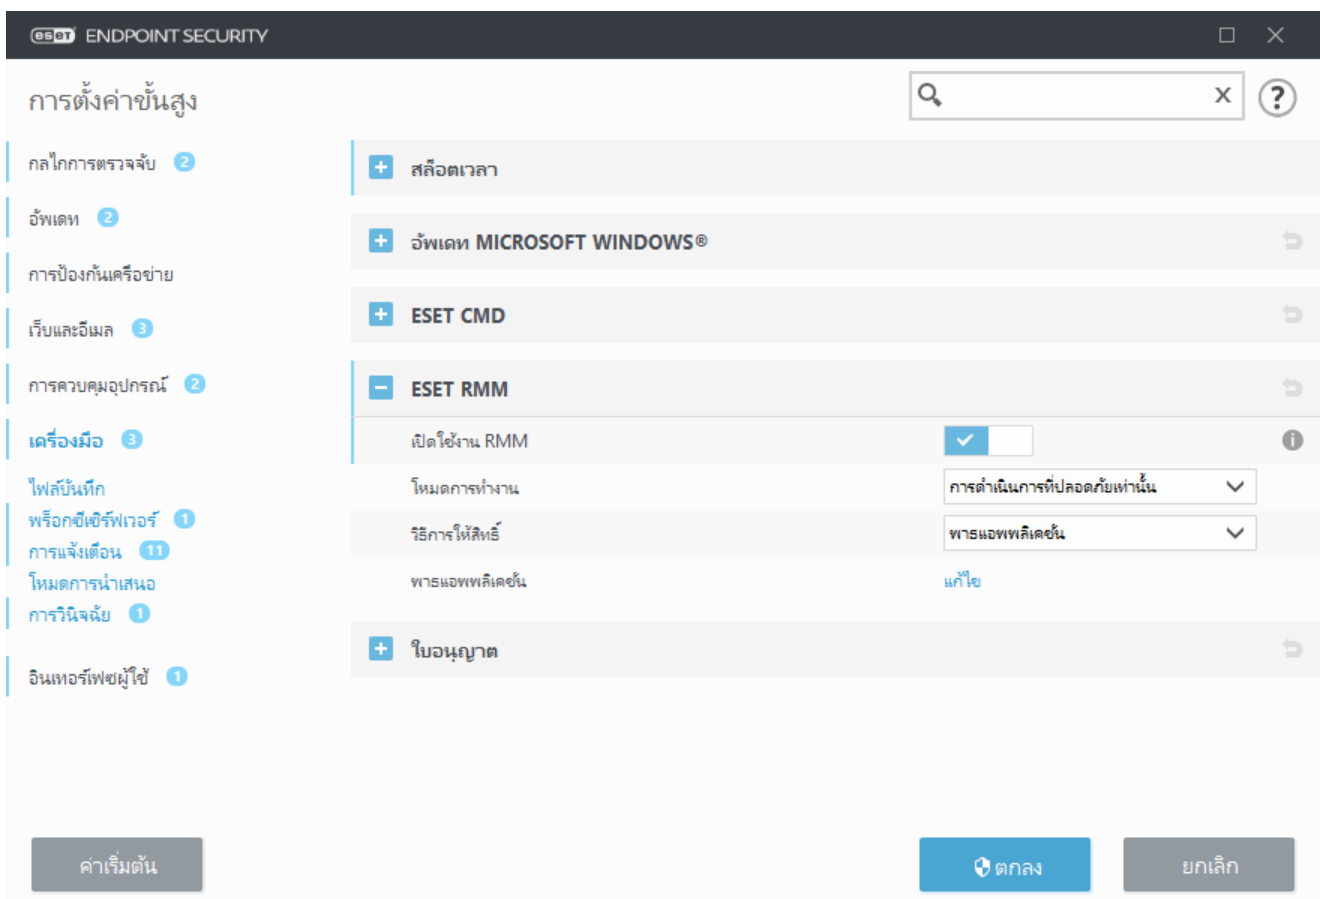 eset ENDPOINT SECURITY
การตั้งค่าขั้นสูง
กลไกการตรวจจับ 2
อัพเดท 2
การป้องกันเครือข่าย
เว็บและอีเมล 3
การควบคุมอุปกรณ์ 2
เครื่องมือ 3
ไฟล์บันทึก
พร็อกซีเซิร์ฟเวอร์ 1
การแจ้งเตือน 11
โหมดการนำเสนอ
การวินิจฉัย 1
อินเทอร์เฟซผู้ใช้ 1
สล็อตเวลา
อัพเดท MICROSOFT WINDOWS®
ESET CMD
ESET RMM
เปิดใช้งาน RMM
โหมดการทำงาน การดำเนินการที่ปลอดภัยเท่านั้น
วิธีการให้สิทธิ์ พาธแอพพลิเคชั่น
พาธแอพพลิเคชั่น แก้ไข
ใบอนุญาต
ค่าเริ่มต้น ตกลง ยกเลิก